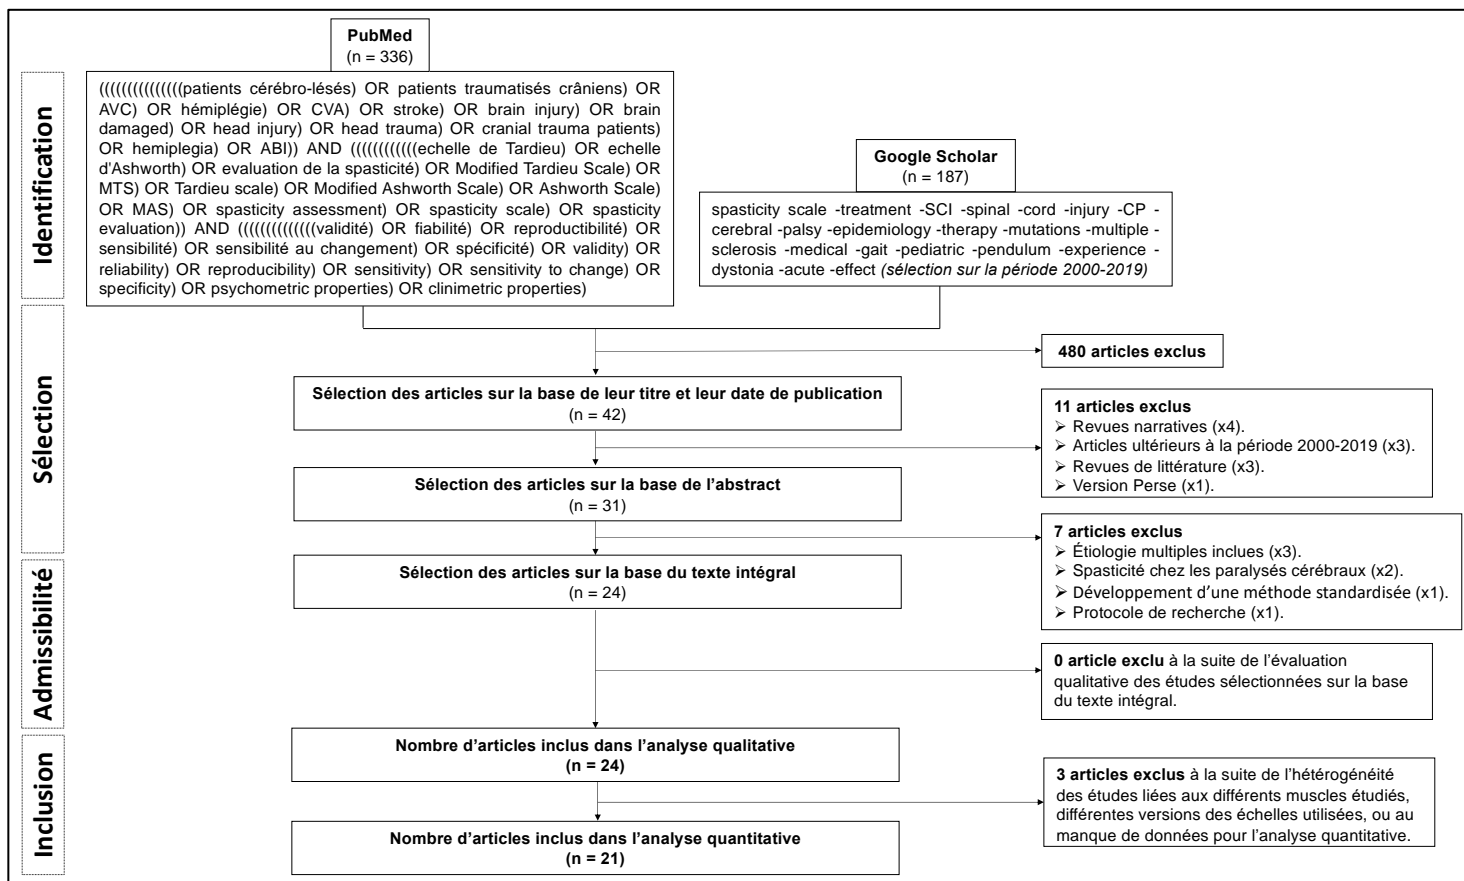 PubMed
(n = 336)
Identification
(((((((((((((((patients cérébro-lésés) OR patients traumatisés crâniens) OR
AVC) OR hémiplégie) OR CVA) OR stroke) OR brain injury) OR brain
damaged) OR head injury) OR head trauma) OR cranial trauma patients)
OR hemiplegia) OR ABI)) AND ((((((((((((echelle de Tardieu) OR echelle
d'Ashworth) OR evaluation de la spasticité) OR Modified Tardieu Scale) OR
MTS) OR Tardieu scale) OR Modified Ashworth Scale) OR Ashworth Scale)
OR MAS) OR spasticity assessment) OR spasticity scale) OR spasticity
evaluation)) AND ((((((((((((((validité) OR fiabilité) OR reproductibilité) OR
sensibilité) OR sensibilité au changement) OR spécificité) OR validity) OR
reliability) OR reproducibility) OR sensitivity) OR sensitivity to change) OR
specificity) OR psychometric properties) OR clinimetric properties)
Google Scholar
(n = 187)
spasticity scale -treatment -SCI -spinal -cord -injury -CP -
cerebral -palsy -epidemiology -therapy -mutations -multiple -
sclerosis -medical -gait -pediatric -pendulum -experience -
dystonia -acute -effect (sélection sur la période 2000-2019)
480 articles exclus
Sélection
Sélection des articles sur la base de leur titre et leur date de publication
(n = 42)
11 articles exclus
➢ Revues narratives (x4).
➢ Articles ultérieurs à la période 2000-2019 (x3).
➢ Revues de littérature (x3).
➢ Version Perse (x1).
Sélection des articles sur la base de l'abstract
(n = 31)
7 articles exclus
➢ Étiologie multiples inclues (x3).
➢ Spasticité chez les paralysés cérébraux (x2).
➢ Développement d'une méthode standardisée (x1).
➢ Protocole de recherche (x1).
Admissibilité
Sélection des articles sur la base du texte intégral
(n = 24)
0 article exclu à la suite de l'évaluation
qualitative des études sélectionnées sur la base
du texte intégral.
Inclusion
Nombre d'articles inclus dans l'analyse qualitative
(n = 24)
3 articles exclus à la suite de l'hétérogénéité
des études liées aux différents muscles étudiés,
différentes versions des échelles utilisées, ou au
manque de données pour l'analyse quantitative.
Nombre d'articles inclus dans l'analyse quantitative
(n = 21)